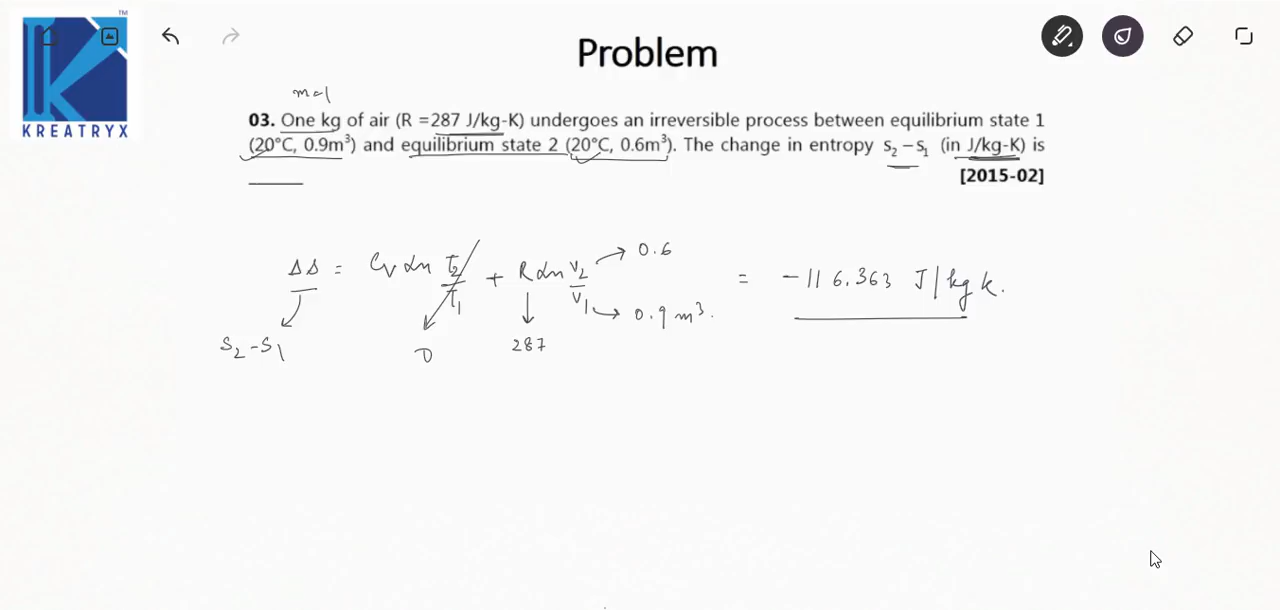 TM
KREATRYX
Problem
m=1
03. One kg of air (R =287 J/kg-K) undergoes an irreversible process between equilibrium state 1
(20°C, 0.9m³) and equilibrium state 2 (20°C, 0.6m³). The change in entropy s₂ – s₁ (in J/kg-K) is
[2015-02]
Δs = Cv ln T₂/T₁ + R ln V₂/V₁ = -116.363 J/kg k.
0.6
0.9 m³.
S₂-S₁
0
287